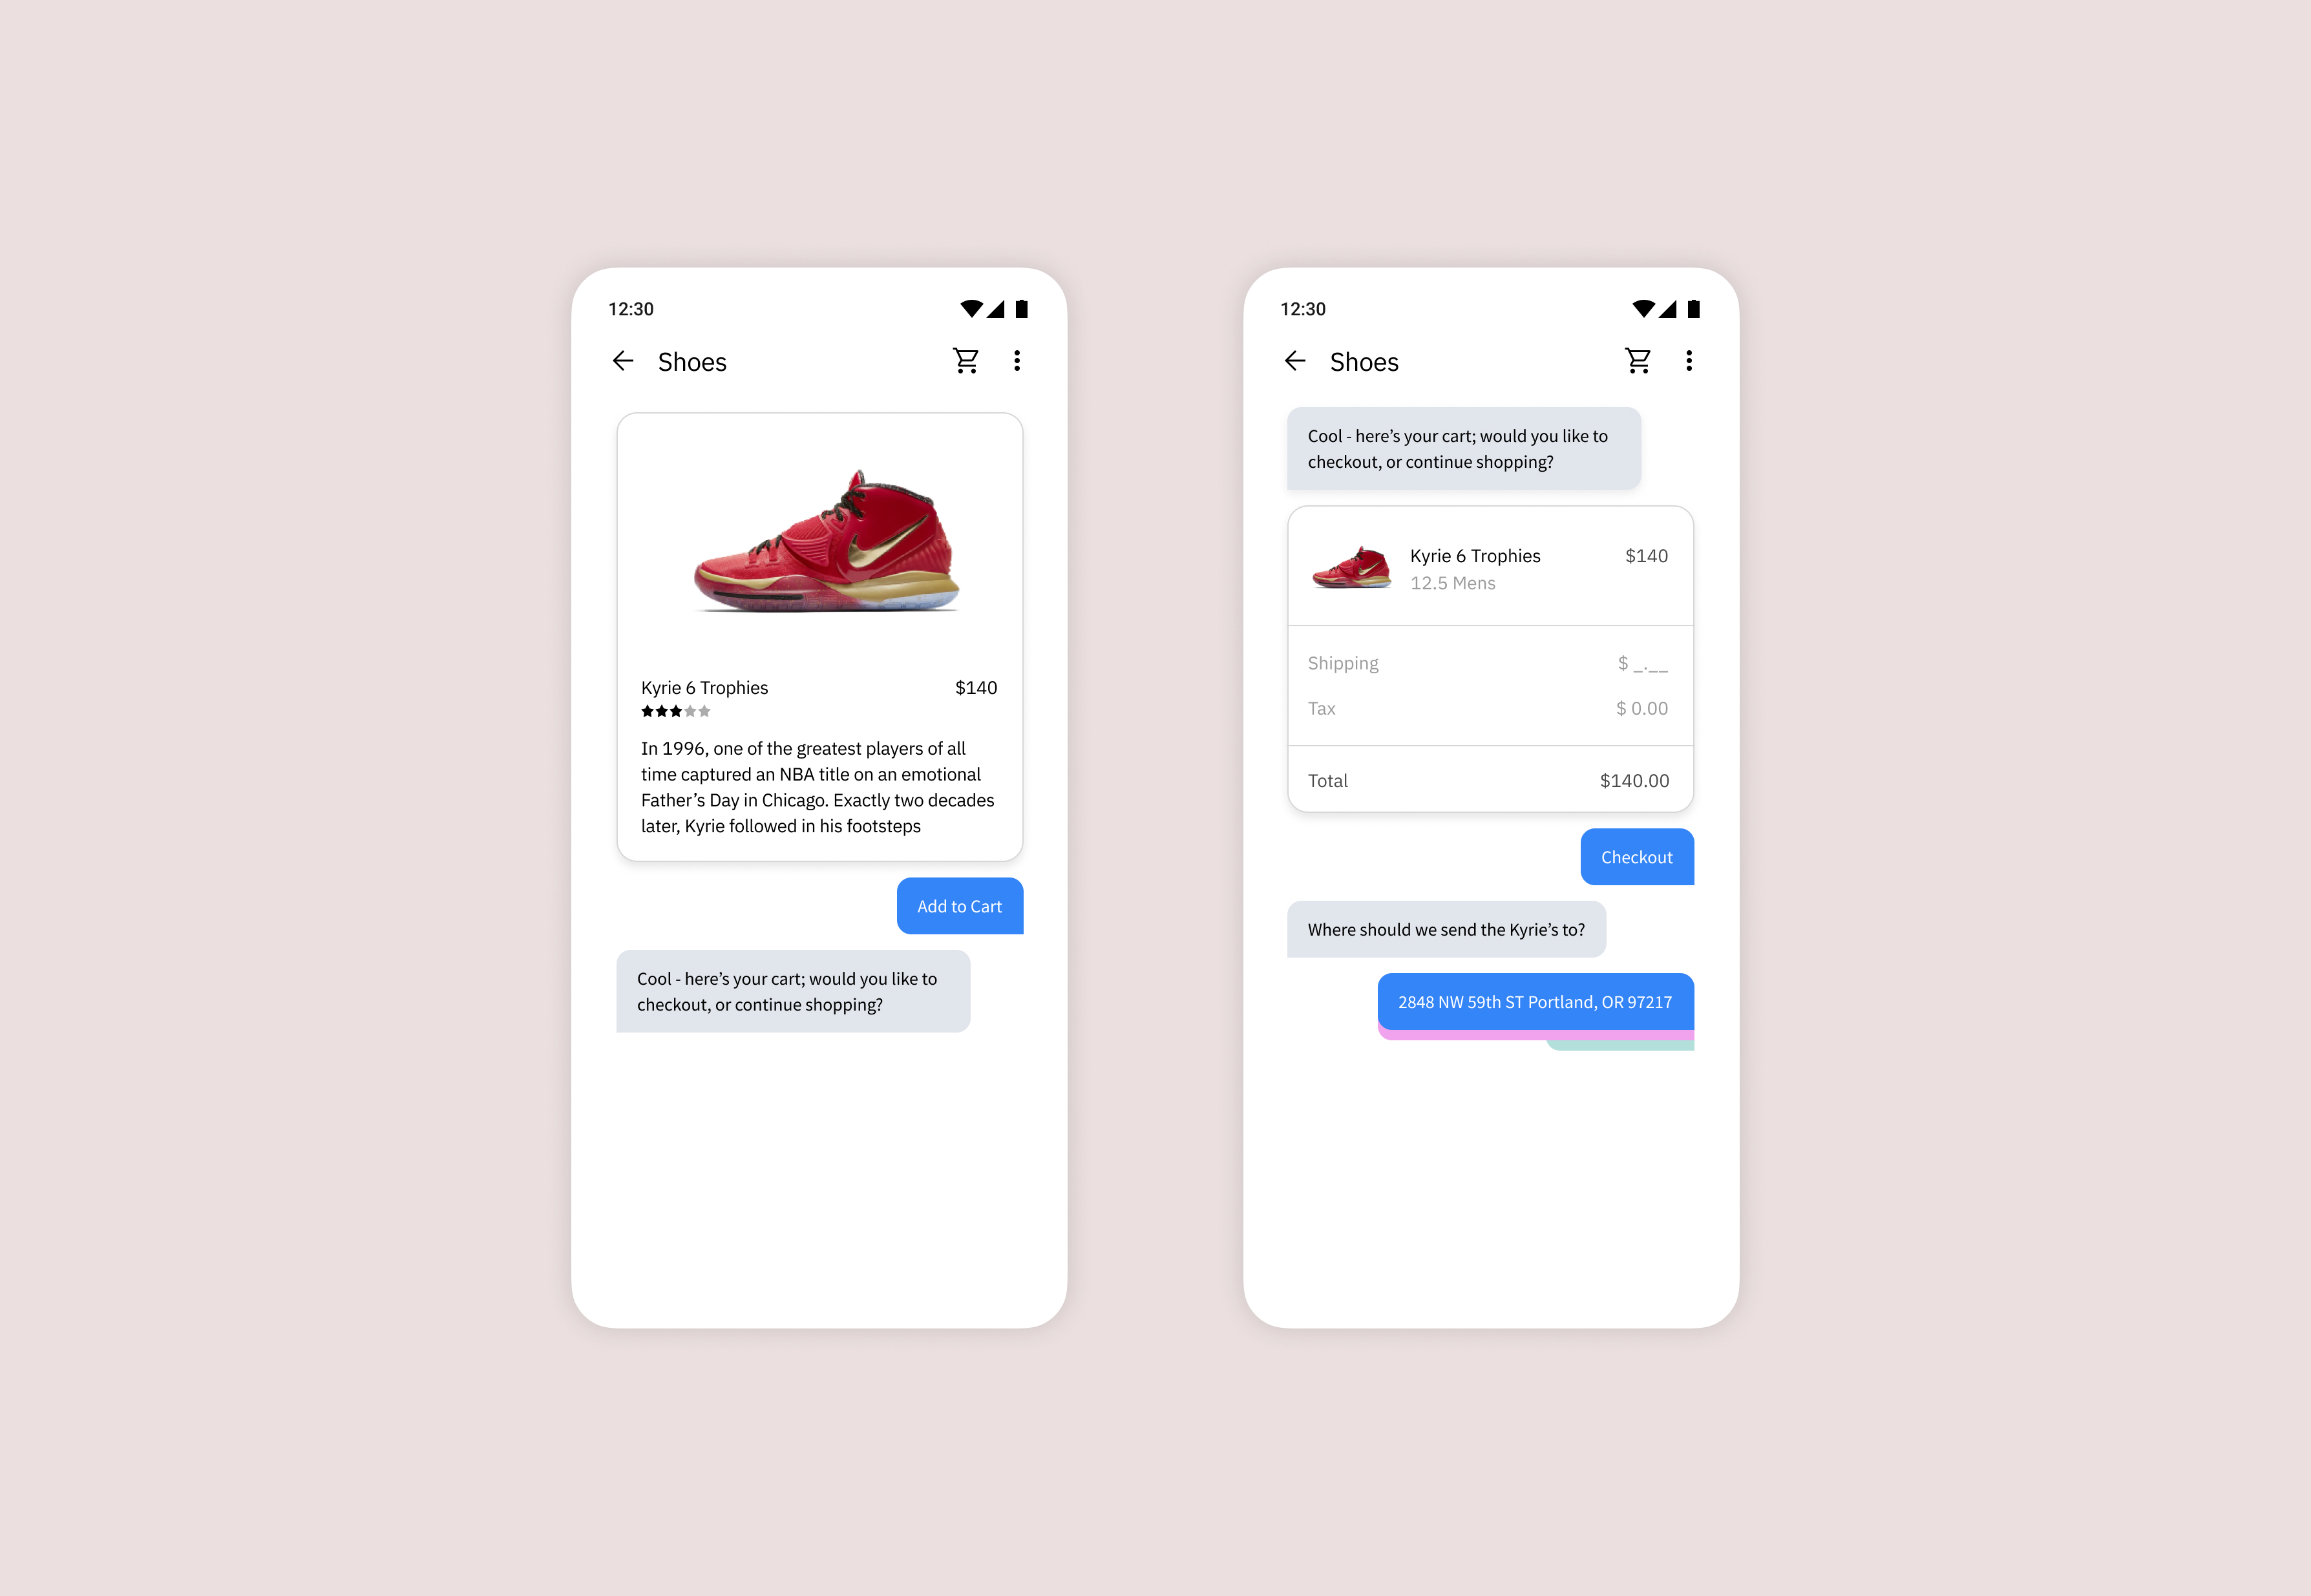 12:30
Shoes
Kyrie 6 Trophies $140
In 1996, one of the greatest players of all
time captured an NBA title on an emotional
Father’s Day in Chicago. Exactly two decades
later, Kyrie followed in his footsteps
Add to Cart
Cool - here’s your cart; would you like to
checkout, or continue shopping?
12:30
Shoes
Cool - here’s your cart; would you like to
checkout, or continue shopping?
Kyrie 6 Trophies $140
12.5 Mens
Shipping $ _.__
Tax $ 0.00
Total $140.00
Checkout
Where should we send the Kyrie’s to?
2848 NW 59th ST Portland, OR 97217